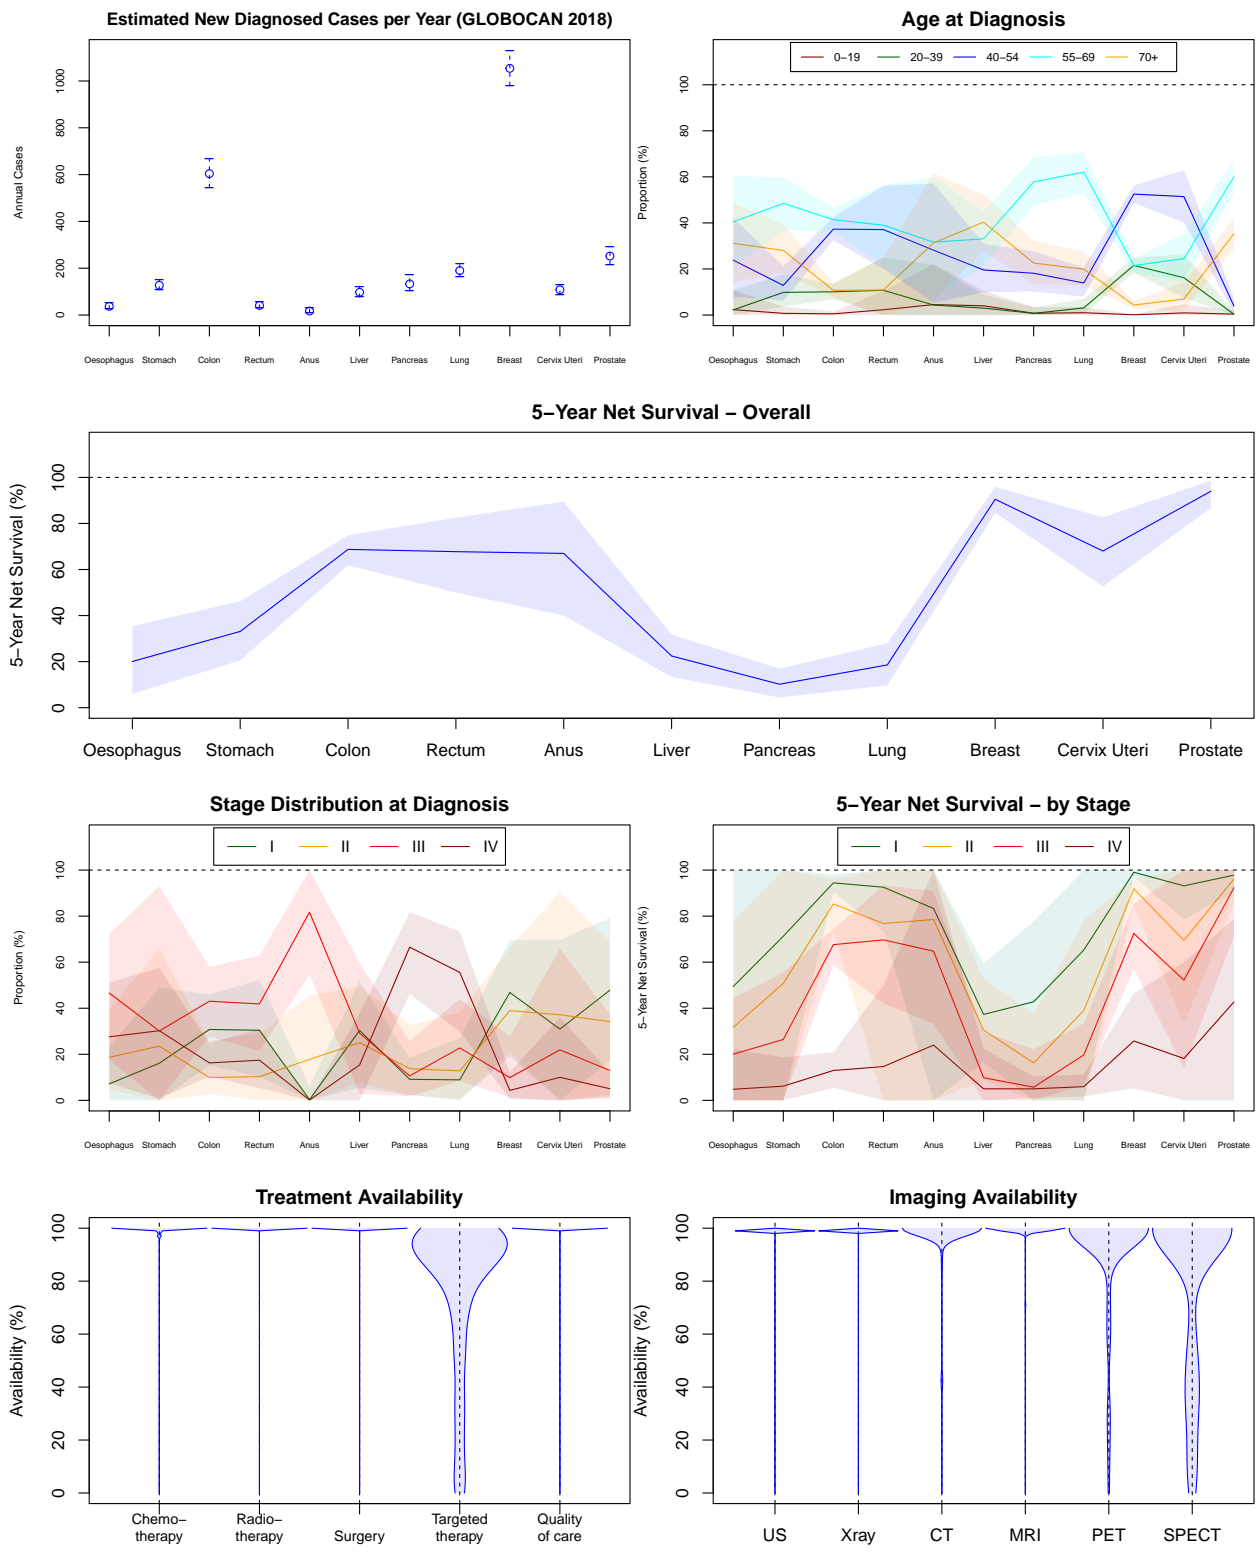 Estimated New Diagnosed Cases per Year (GLOBOCAN 2018)
Annual Cases
0 200 400 600 800 1000
Oesophagus Stomach Colon Rectum Anus Liver Pancreas Lung Breast Cervix Uteri Prostate
Age at Diagnosis
0−19 20−39 40−54 55−69 70+
Proportion (%)
0 20 40 60 80 100
Oesophagus Stomach Colon Rectum Anus Liver Pancreas Lung Breast Cervix Uteri Prostate
5−Year Net Survival − Overall
5−Year Net Survival (%)
0 20 40 60 80 100
Oesophagus Stomach Colon Rectum Anus Liver Pancreas Lung Breast Cervix Uteri Prostate
Stage Distribution at Diagnosis
I II III IV
Proportion (%)
0 20 40 60 80 100
Oesophagus Stomach Colon Rectum Anus Liver Pancreas Lung Breast Cervix Uteri Prostate
5−Year Net Survival − by Stage
I II III IV
5−Year Net Survival (%)
0 20 40 60 80 100
Oesophagus Stomach Colon Rectum Anus Liver Pancreas Lung Breast Cervix Uteri Prostate
Treatment Availability
Availability (%)
0 20 40 60 80 100
Chemo− Radio− Targeted Quality
therapy therapy Surgery therapy of care
Imaging Availability
Availability (%)
0 20 40 60 80 100
US Xray CT MRI PET SPECT